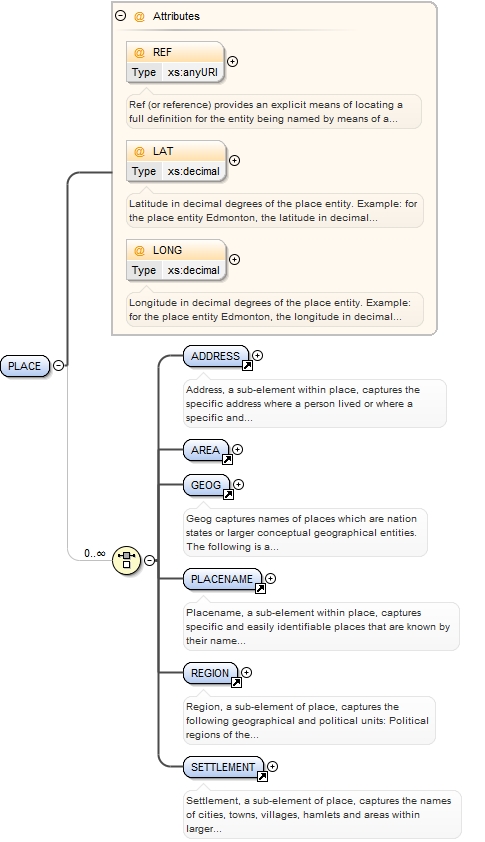 Attributes
@ REF
Type xs:anyURI
Ref (or reference) provides an explicit means of locating a
full definition for the entity being named by means of a...
@ LAT
Type xs:decimal
Latitude in decimal degrees of the place entity. Example: for
the place entity Edmonton, the latitude in decimal...
@ LONG
Type xs:decimal
Longitude in decimal degrees of the place entity. Example:
for the place entity Edmonton, the longitude in decimal...
PLACE
0..∞
ADDRESS
Address, a sub-element within place, captures the
specific address where a person lived or where a
specific and...
AREA
GEOG
Geog captures names of places which are nation
states or larger conceptual geographical entities.
The following is a...
PLACENAME
Placename, a sub-element within place, captures
specific and easily identifiable places that are known by
their name...
REGION
Region, a sub-element of place, captures the
following geographical and political units: Political
regions of the...
SETTLEMENT
Settlement, a sub-element of place, captures the names
of cities, towns, villages, hamlets and areas within
larger...